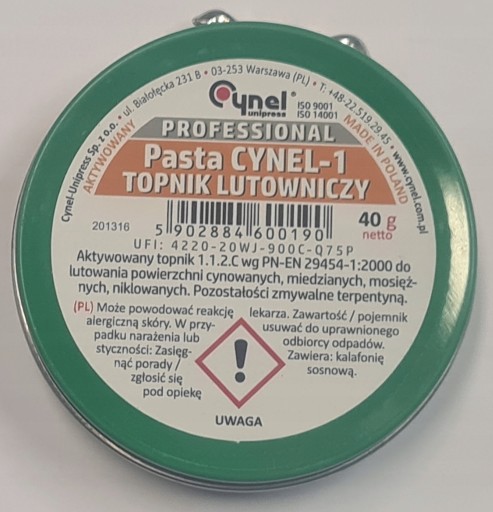 Cynel-Unipress Sp. z o.o. • ul. Białołęcka 231 B • 03-253 Warszawa (PL) • T: +48-22.519.29.45 • www.cynel.com.pl
AKTYWOWANY
Cynel®
unipress
ISO 9001
ISO 14001
MADE IN POLAND
PROFESSIONAL
Pasta CYNEL-1
TOPNIK LUTOWNICZY
201316
5 902884 600190
40 g
netto
UFI: 4220-20WJ-900C-Q75P
Aktywowany topnik 1.1.2.C wg PN-EN 29454-1:2000 do
lutowania powierzchni cynowanych, miedzianych, mosięż-
nych, niklowanych. Pozostałości zmywalne terpentyną.
(PL) Może powodować reakcję
alergiczną skóry. W przy-
padku narażenia lub
styczności: Zasięg-
nąć porady /
zgłosić się
pod opiekę
lekarza. Zawartość / pojemnik
usuwać do uprawnionego
odbiorcy odpadów.
Zawiera: kalafonię
sosnową.
UWAGA